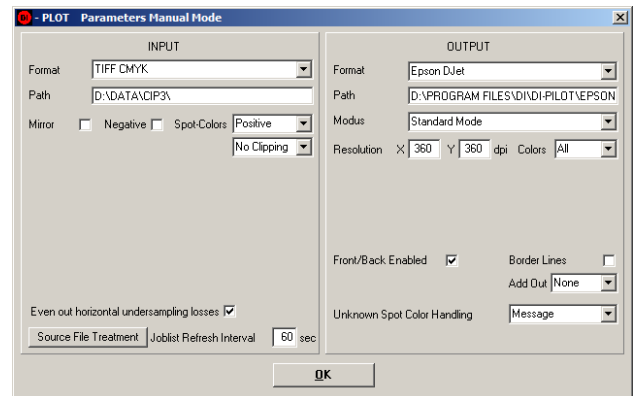 - PLOT Parameters Manual Mode
INPUT
Format TIFF CMYK
Path D:\DATA\CIP3\
Mirror Negative Spot-Colors Positive
No Clipping
Even out horizontal undersampling losses
Source File Treatment Joblist Refresh Interval 60 sec
OUTPUT
Format Epson DJet
Path D:\PROGRAM FILES\DI\DI-PILOT\EPSON
Modus Standard Mode
Resolution X 360 Y 360 dpi Colors All
Front/Back Enabled Border Lines
Add Out None
Unknown Spot Color Handling Message
OK